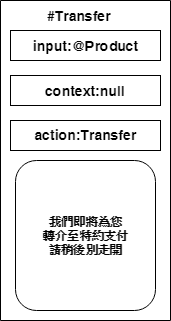 #Transfer
input:@Product
context:null
action:Transfer
我們即將為您
轉介至特約支付
請稍後別走開